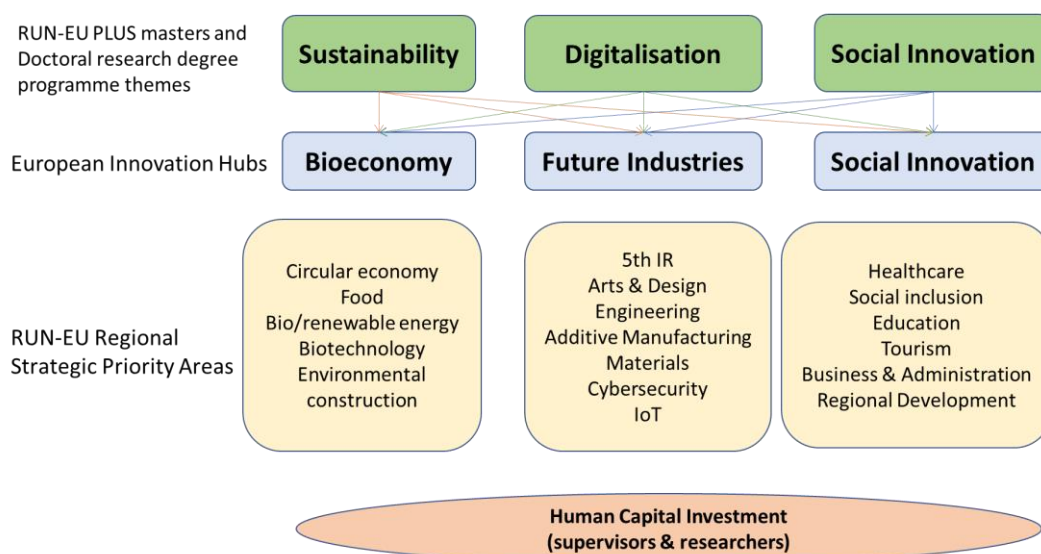 RUN-EU PLUS masters and
Doctoral research degree
programme themes
Sustainability
Digitalisation
Social Innovation
European Innovation Hubs
Bioeconomy
Future Industries
Social Innovation
RUN-EU Regional
Strategic Priority Areas
Circular economy
Food
Bio/renewable energy
Biotechnology
Environmental
construction
5th IR
Arts & Design
Engineering
Additive Manufacturing
Materials
Cybersecurity
IoT
Healthcare
Social inclusion
Education
Tourism
Business & Administration
Regional Development
Human Capital Investment
(supervisors & researchers)